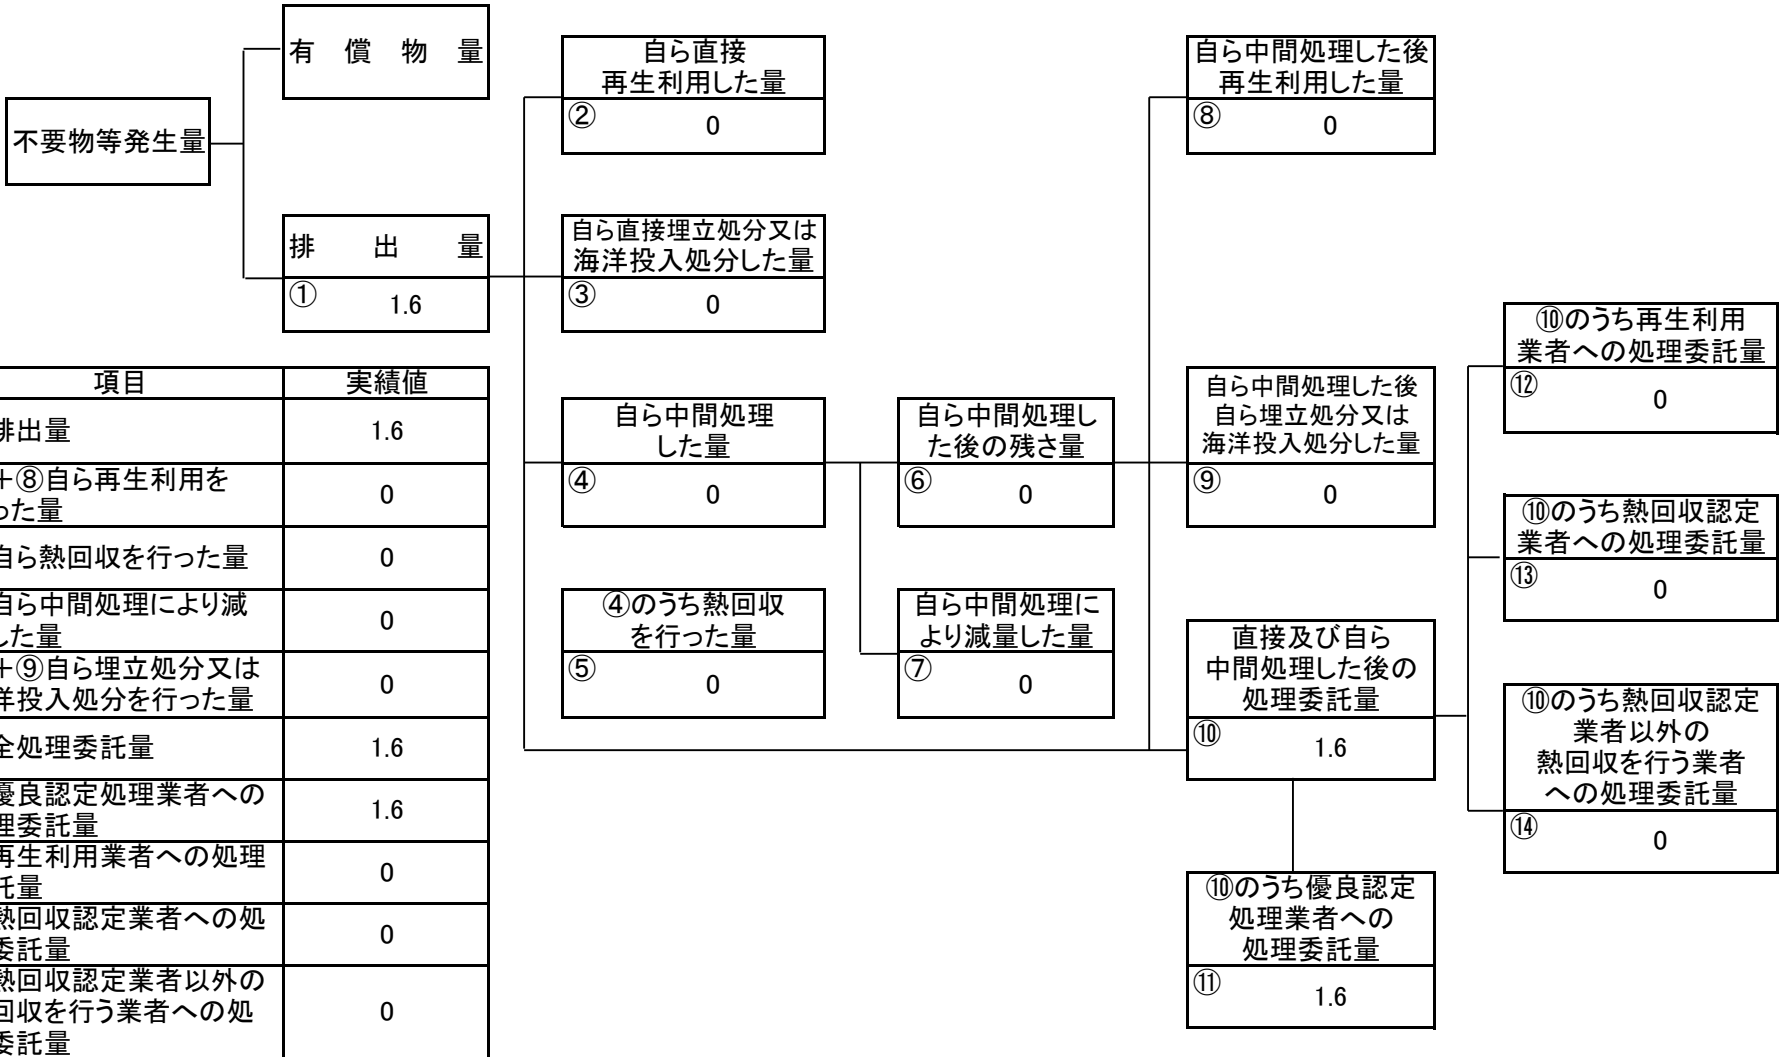 有　償　物　量
不要物等発生量
排　出　量
①　1.6
自ら直接
再生利用した量
②　0
自ら直接埋立処分又は
海洋投入処分した量
③　0
自ら中間処理
した量
④　0
④のうち熱回収
を行った量
⑤　0
自ら中間処理し
た後の残さ量
⑥　0
自ら中間処理に
より減量した量
⑦　0
自ら中間処理した後
再生利用した量
⑧　0
自ら中間処理した後
自ら埋立処分又は
海洋投入処分した量
⑨　0
直接及び自ら
中間処理した後の
処理委託量
⑩　1.6
⑩のうち優良認定
処理業者への
処理委託量
⑪　1.6
⑩のうち再生利用
業者への処理委託量
⑫　0
⑩のうち熱回収認定
業者への処理委託量
⑬　0
⑩のうち熱回収認定
業者以外の
熱回収を行う業者
への処理委託量
⑭　0
項目　実績値
排出量　1.6
＋⑧自ら再生利用を
った量　0
自ら熱回収を行った量　0
自ら中間処理により減
した量　0
＋⑨自ら埋立処分又は
洋投入処分を行った量　0
全処理委託量　1.6
優良認定処理業者への
理委託量　1.6
再生利用業者への処理
託量　0
熱回収認定業者への処
委託量　0
熱回収認定業者以外の
回収を行う業者への処
委託量　0